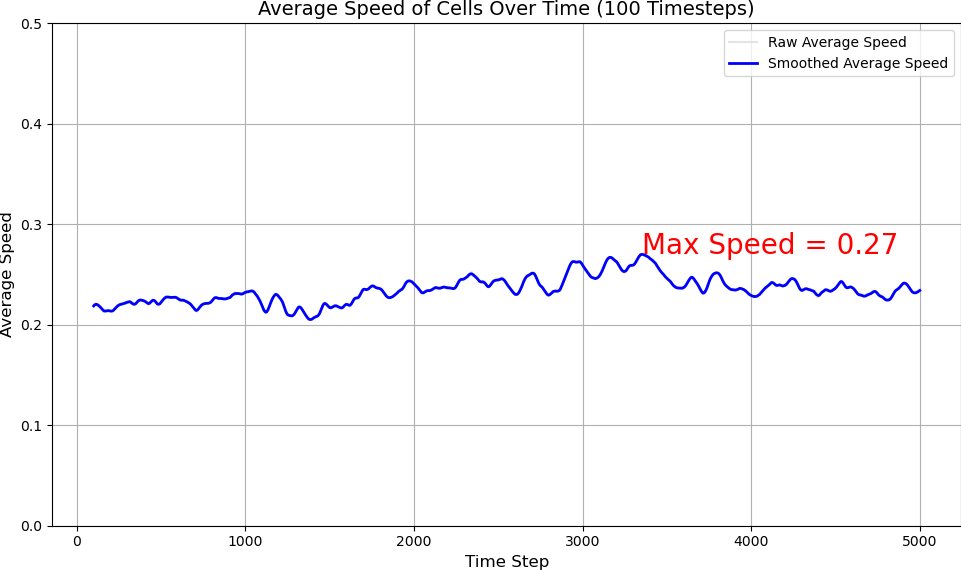 Average Speed of Cells Over Time (100 Timesteps)
Raw Average Speed
Smoothed Average Speed
Max Speed = 0.27
Average Speed
0.5
0.4
0.3
0.2
0.1
0.0
0 1000 2000 3000 4000 5000
Time Step